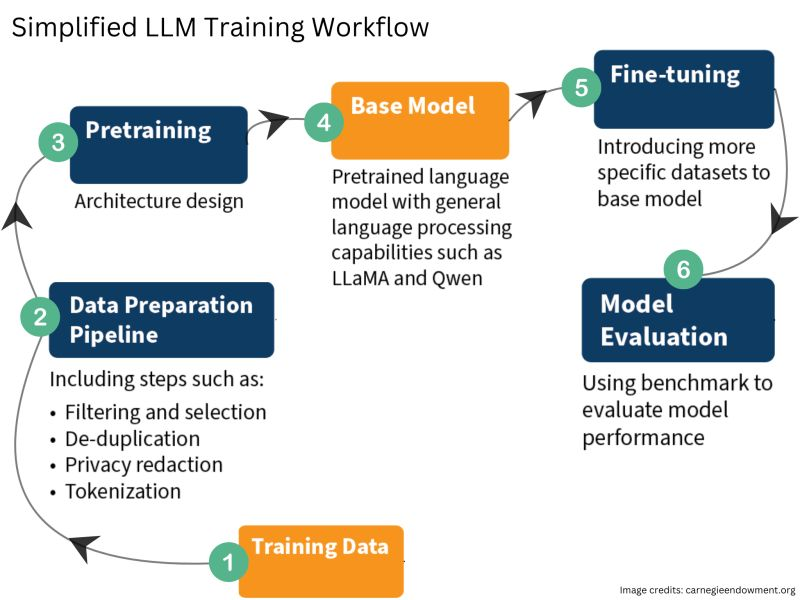 Simplified LLM Training Workflow
1
Training Data
2
Data Preparation
Pipeline
Including steps such as:
• Filtering and selection
• De-duplication
• Privacy redaction
• Tokenization
3
Pretraining
Architecture design
4
Base Model
Pretrained language
model with general
language processing
capabilities such as
LLaMA and Qwen
5
Fine-tuning
Introducing more
specific datasets to
base model
6
Model
Evaluation
Using benchmark to
evaluate model
performance
Image credits: carnegieendowment.org